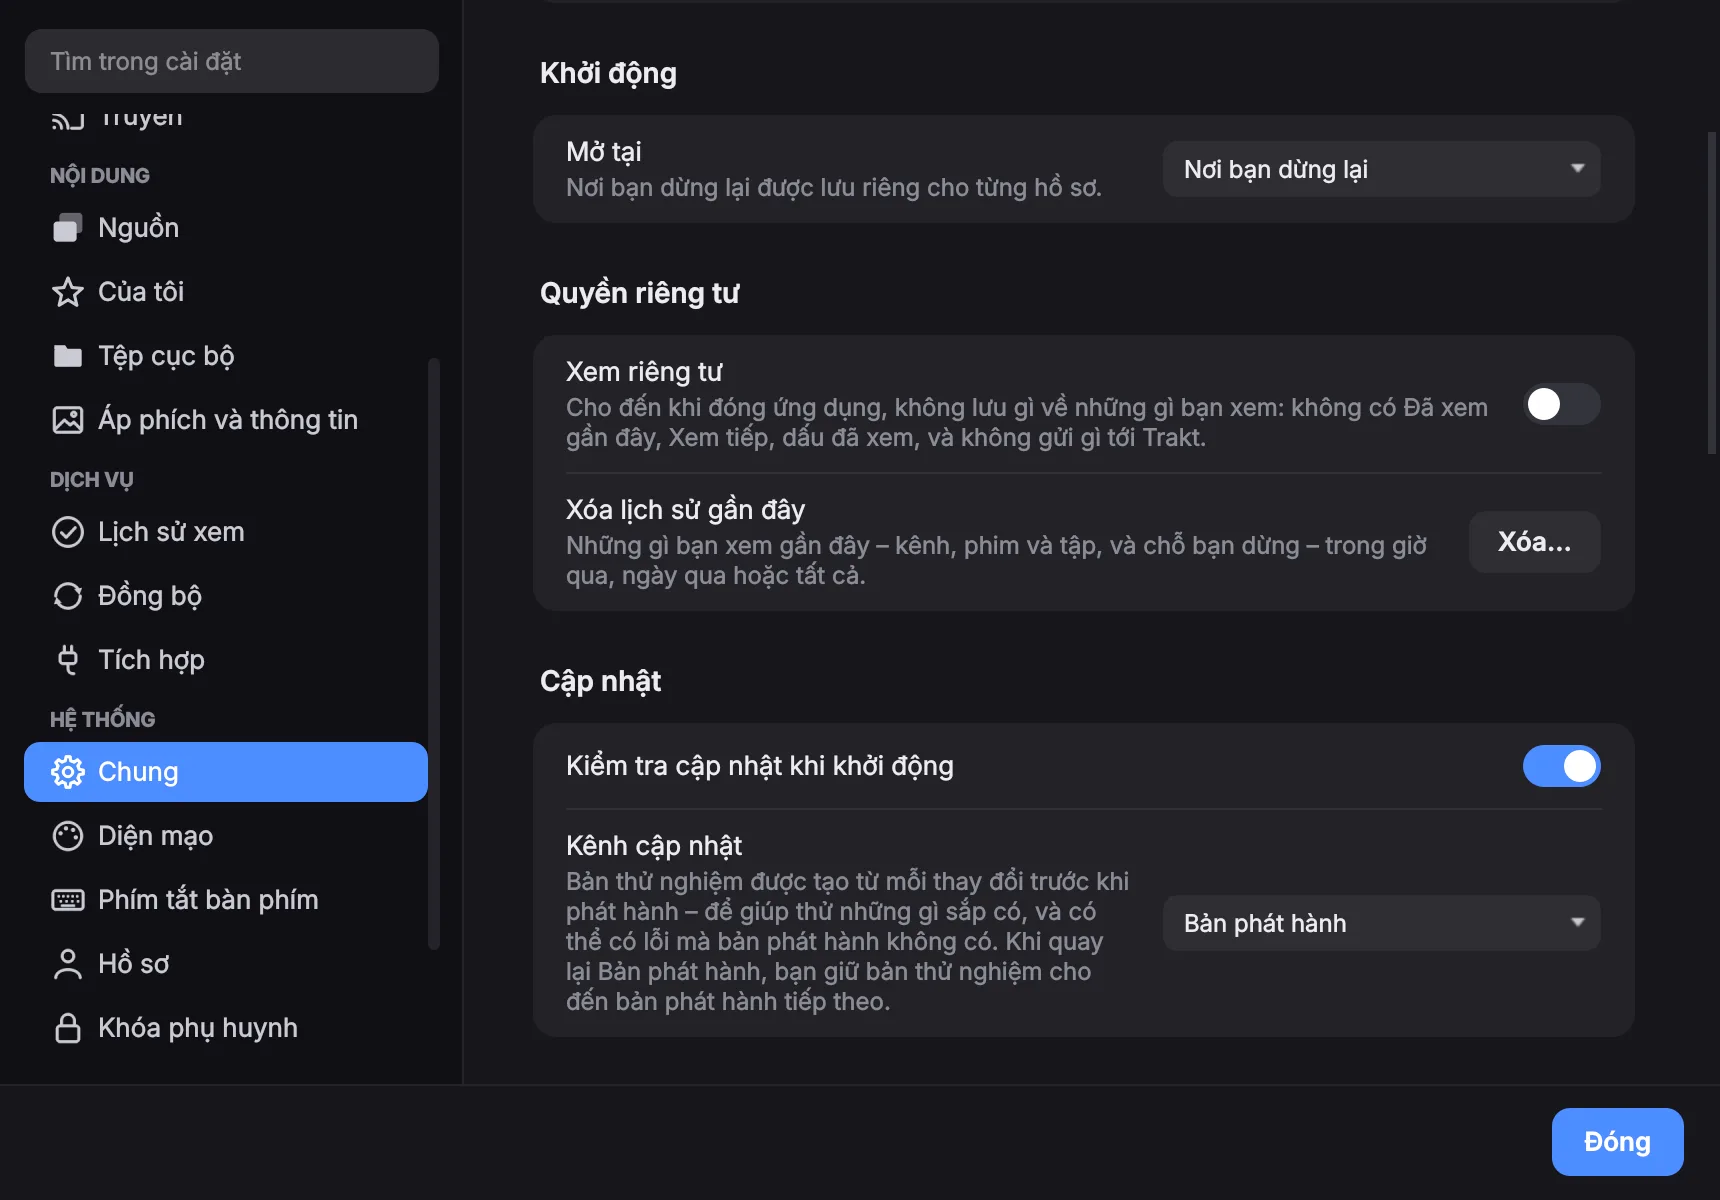 Tìm trong cài đặt
Truyền
NỘI DUNG
Nguồn
Của tôi
Tệp cục bộ
Áp phích và thông tin
DỊCH VỤ
Lịch sử xem
Đồng bộ
Tích hợp
HỆ THỐNG
Chung
Diện mạo
Phím tắt bàn phím
Hồ sơ
Khóa phụ huynh
Khởi động
Mở tại
Nơi bạn dừng lại được lưu riêng cho từng hồ sơ.
Nơi bạn dừng lại
Quyền riêng tư
Xem riêng tư
Cho đến khi đóng ứng dụng, không lưu gì về những gì bạn xem: không có Đã xem
gần đây, Xem tiếp, dấu đã xem, và không gửi gì tới Trakt.
Xóa lịch sử gần đây
Những gì bạn xem gần đây – kênh, phim và tập, và chỗ bạn dừng – trong giờ
qua, ngày qua hoặc tất cả.
Xóa...
Cập nhật
Kiểm tra cập nhật khi khởi động
Kênh cập nhật
Bản thử nghiệm được tạo từ mỗi thay đổi trước khi
phát hành – để giúp thử những gì sắp có, và có
thể có lỗi mà bản phát hành không có. Khi quay
lại Bản phát hành, bạn giữ bản thử nghiệm cho
đến bản phát hành tiếp theo.
Bản phát hành
Đóng